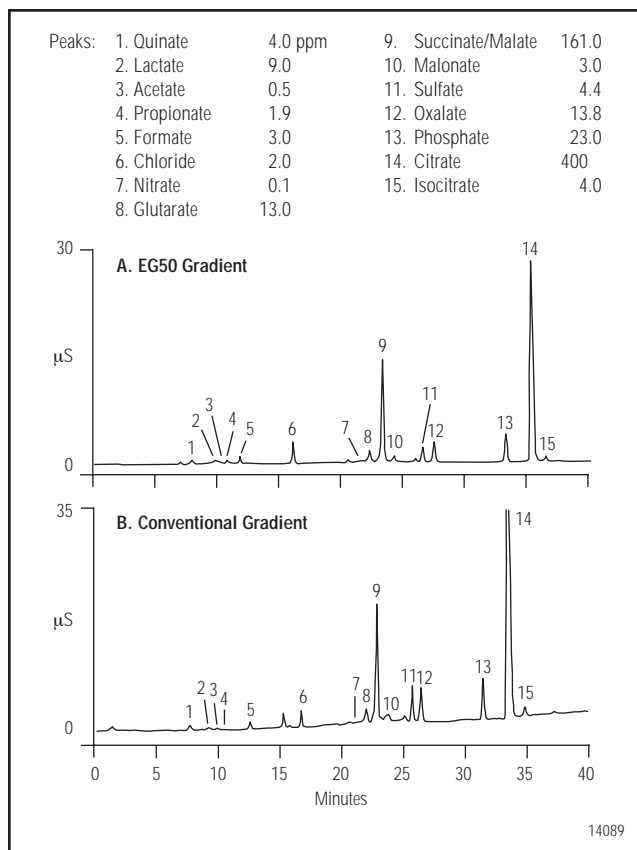 Peaks: 1. Quinate 4.0 ppm 9. Succinate/Malate 161.0
2. Lactate 9.0 10. Malonate 3.0
3. Acetate 0.5 11. Sulfate 4.4
4. Propionate 1.9 12. Oxalate 13.8
5. Formate 3.0 13. Phosphate 23.0
6. Chloride 2.0 14. Citrate 400
7. Nitrate 0.1 15. Isocitrate 4.0
8. Glutarate 13.0
30
A. EG50 Gradient
µS
0
1 2 3 4 5 6 7 8 9 10 11 12 13 14 15
35
B. Conventional Gradient
µS
0
1 2 3 4 5 6 7 8 9 10 11 12 13 14 15
0 5 10 15 20 25 30 35 40
Minutes
14089